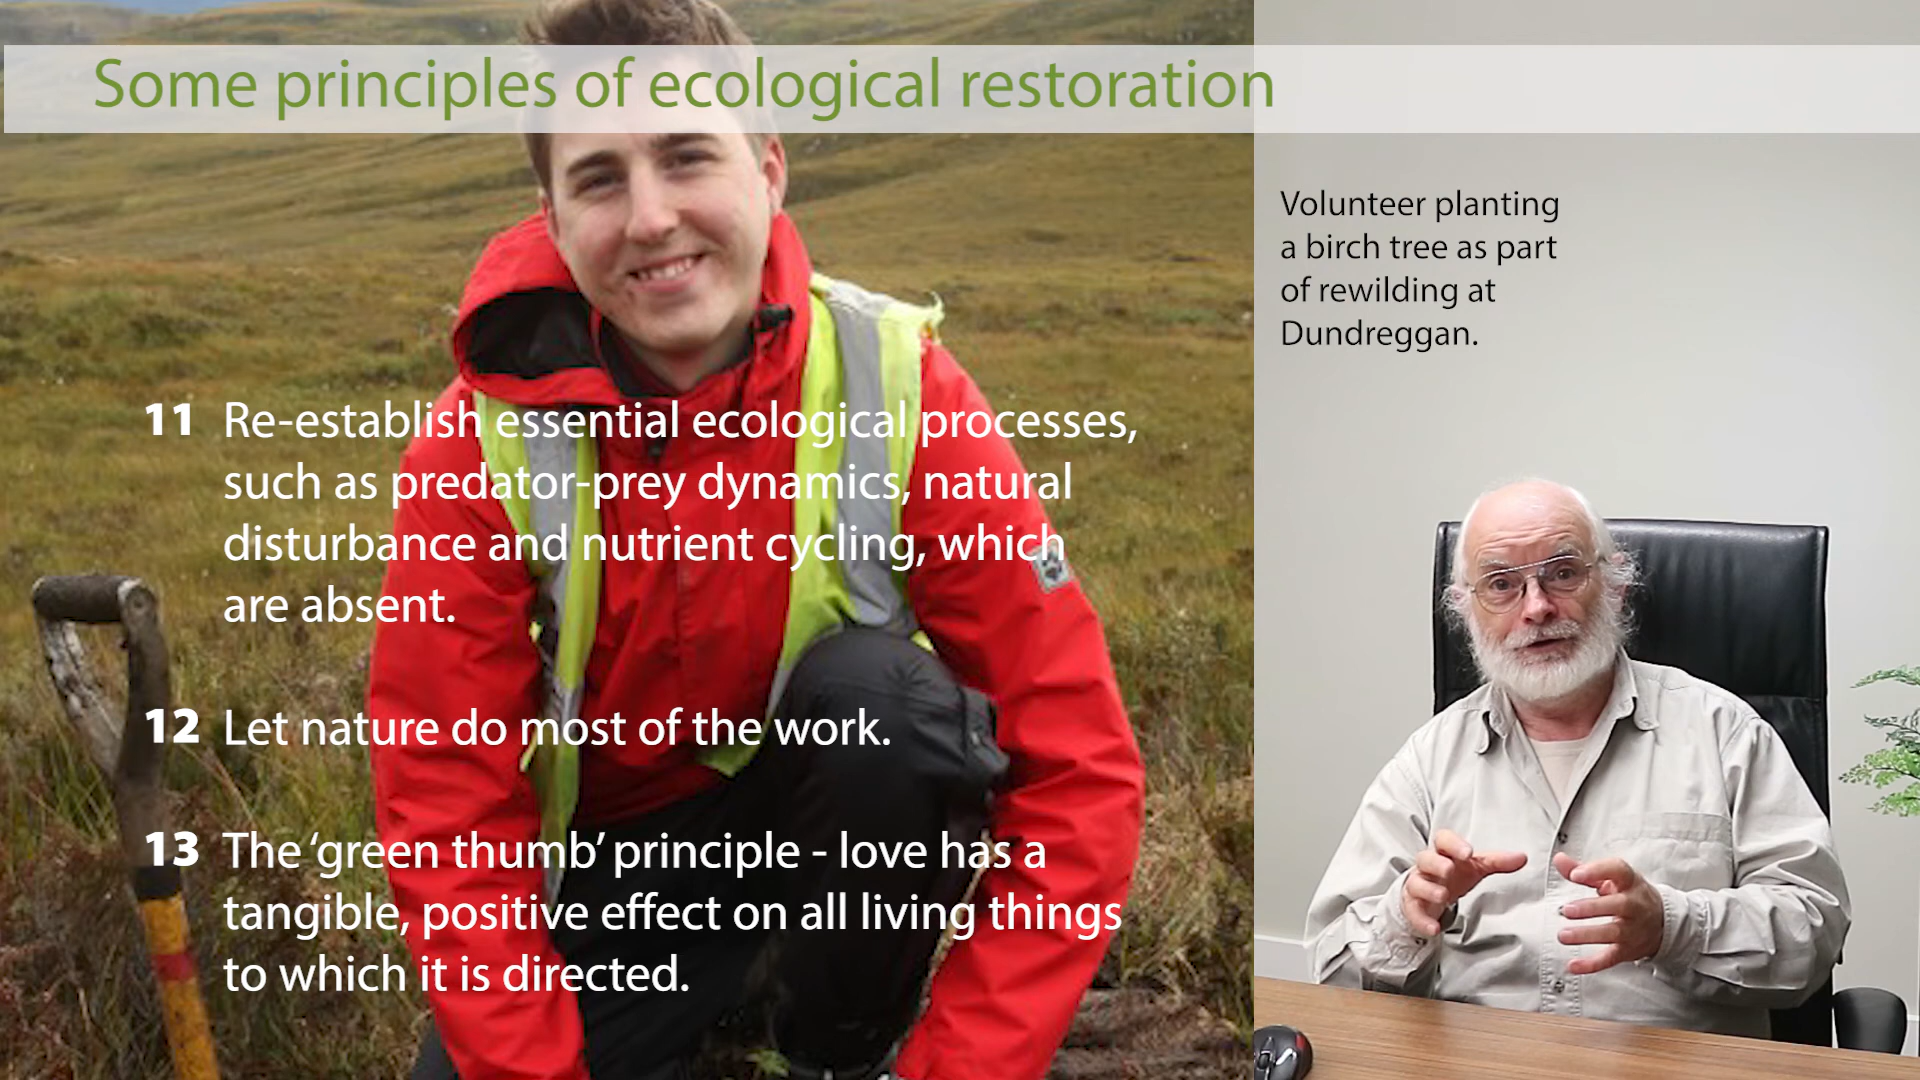 Some principles of ecological restoration
Volunteer planting
a birch tree as part
of rewilding at
Dundreggan.
11 Re-establish essential ecological processes,
such as predator-prey dynamics, natural
disturbance and nutrient cycling, which
are absent.
12 Let nature do most of the work.
13 The ‘green thumb’ principle - love has a
tangible, positive effect on all living things
to which it is directed.